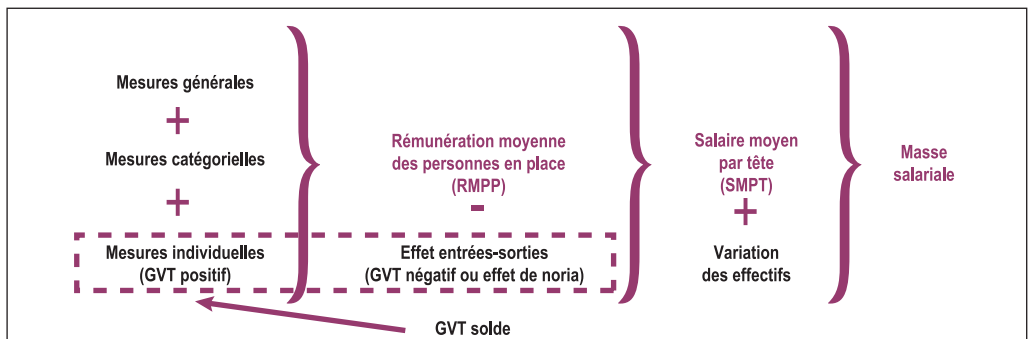 Mesures générales
+
Mesures catégorielles
+
Mesures individuelles
(GVT positif)
Rémunération moyenne
des personnes en place
(RMPP)
-
Effet entrées-sorties
(GVT négatif ou effet de noria)
Salaire moyen
par tête
(SMPT)
+
Variation
des effectifs
Masse
salariale
GVT solde